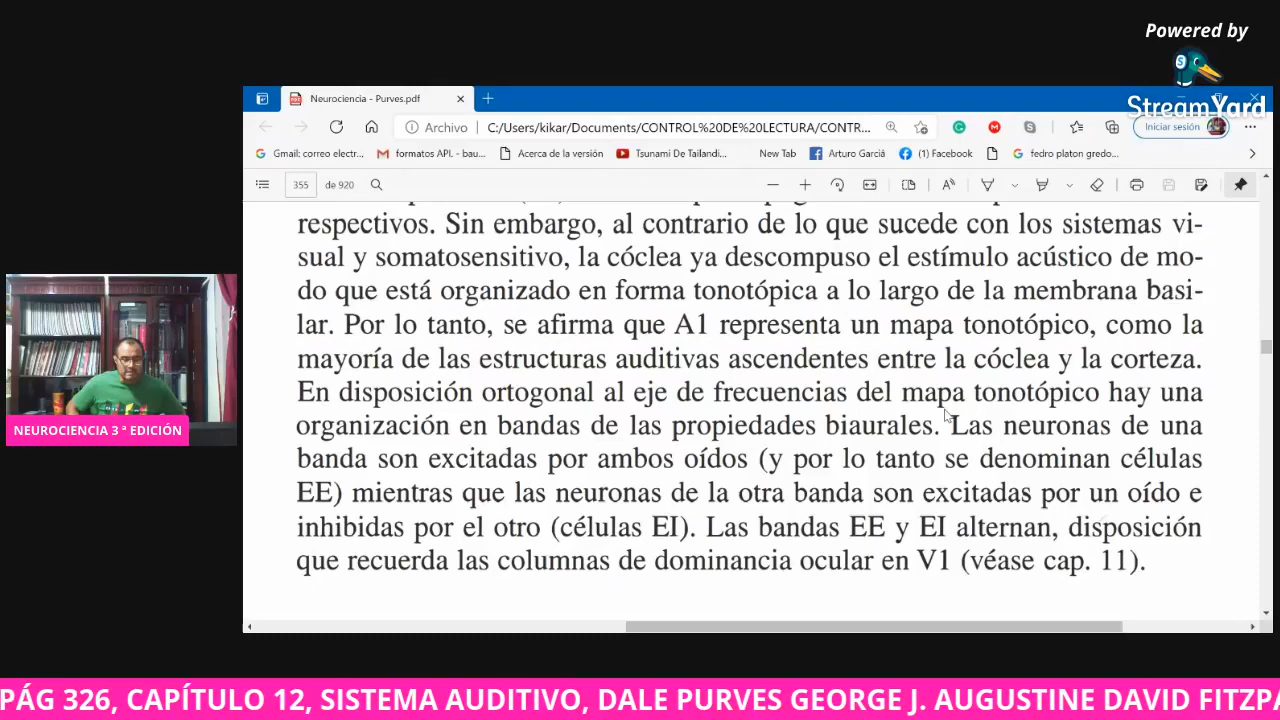 Powered by
StreamYard
Neurociencia - Purves.pdf
Archivo
C:/Users/kikar/Documents/CONTROL%20DE%20LECTURA/CONTR...
Iniciar sesión
Gmail: correo electr...
formatos APL - bau...
Acerca de la versión
Tsunami De Tailandi...
New Tab
Arturo Garciá
(1) Facebook
fedro platon gredo...
355
de 920
respectivos. Sin embargo, al contrario de lo que sucede con los sistemas vi-
sual y somatosensitivo, la cóclea ya descompuso el estímulo acústico de mo-
do que está organizado en forma tonotópica a lo largo de la membrana basi-
lar. Por lo tanto, se afirma que A1 representa un mapa tonotópico, como la
mayoría de las estructuras auditivas ascendentes entre la cóclea y la corteza.
En disposición ortogonal al eje de frecuencias del mapa tonotópico hay una
organización en bandas de las propiedades biaurales. Las neuronas de una
banda son excitadas por ambos oídos (y por lo tanto se denominan células
EE) mientras que las neuronas de la otra banda son excitadas por un oído e
inhibidas por el otro (células EI). Las bandas EE y EI alternan, disposición
que recuerda las columnas de dominancia ocular en V1 (véase cap. 11).
NEUROCIENCIA 3 ª EDICIÓN
PÁG 326, CAPÍTULO 12, SISTEMA AUDITIVO, DALE PURVES GEORGE J. AUGUSTINE DAVID FITZPA